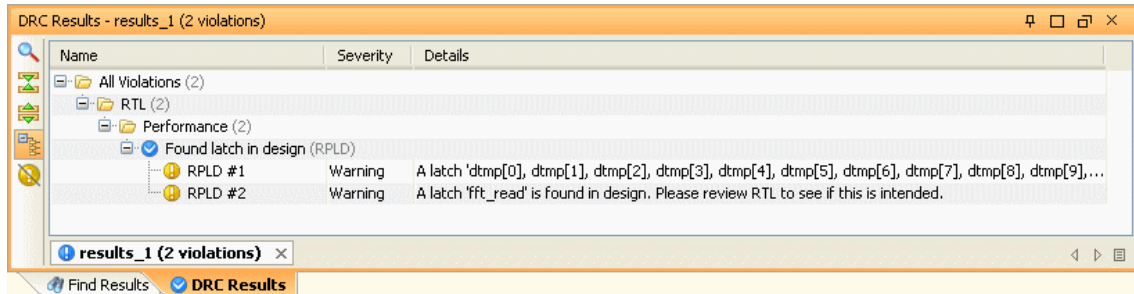 DRC Results - results_1 (2 violations)
Name Severity Details
All Violations (2)
RTL (2)
Performance (2)
Found latch in design (RPLD)
RPLD #1 Warning A latch 'dtmp[0], dtmp[1], dtmp[2], dtmp[3], dtmp[4], dtmp[5], dtmp[6], dtmp[7], dtmp[8], dtmp[9],...
RPLD #2 Warning A latch 'fft_read' is found in design. Please review RTL to see if this is intended.
results_1 (2 violations)
Find Results DRC Results